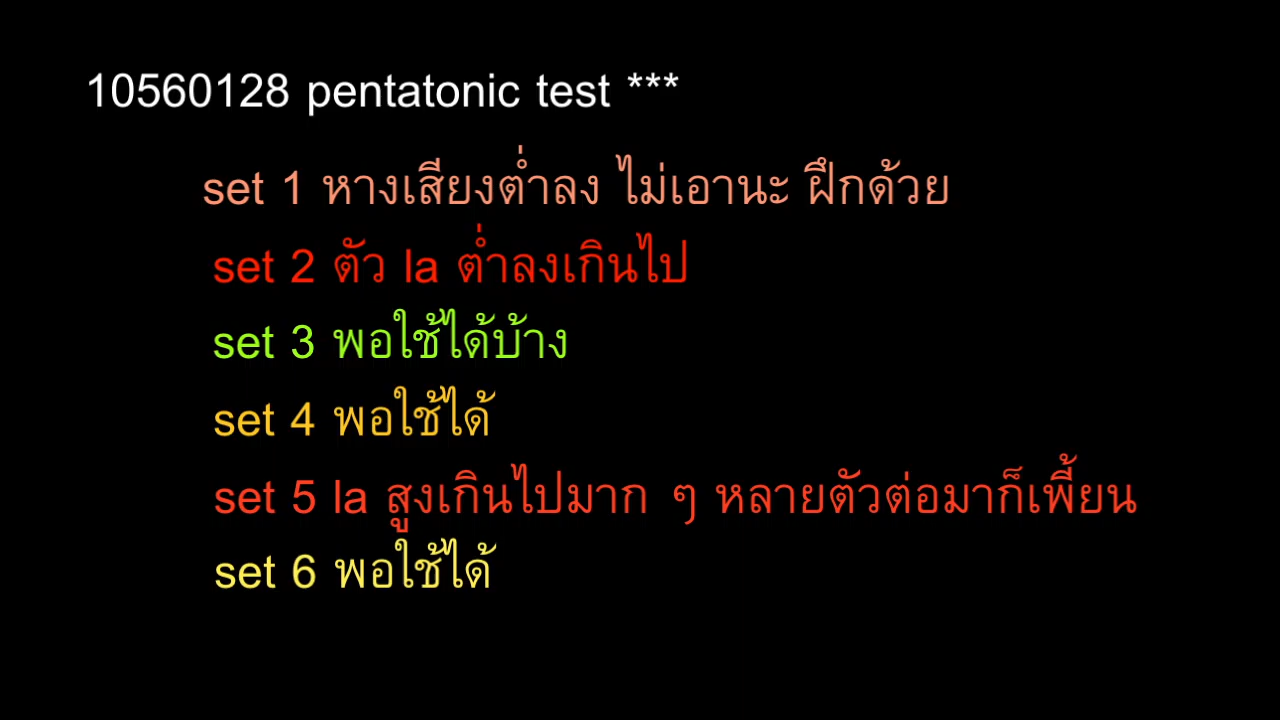 10560128 pentatonic test ***
set 1 หางเสียงต่ำลง ไม่เอานะ ฝึกด้วย
set 2 ตัว la ต่ำลงเกินไป
set 3 พอใช้ได้บ้าง
set 4 พอใช้ได้
set 5 la สูงเกินไปมาก ๆ หลายตัวต่อมาก็เพี้ยน
set 6 พอใช้ได้